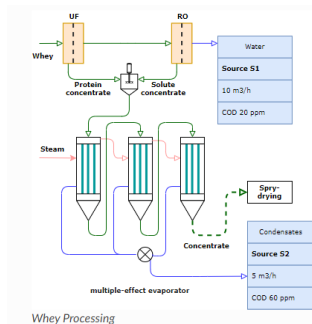 UF
RO
Whey
Water
Source S1
10 m3/h
COD 20 ppm
Protein
concentrate
Solute
concentrate
Steam
Spry-
drying
Concentrate
Condensates
Source S2
5 m3/h
COD 60 ppm
multiple-effect evaporator
Whey Processing